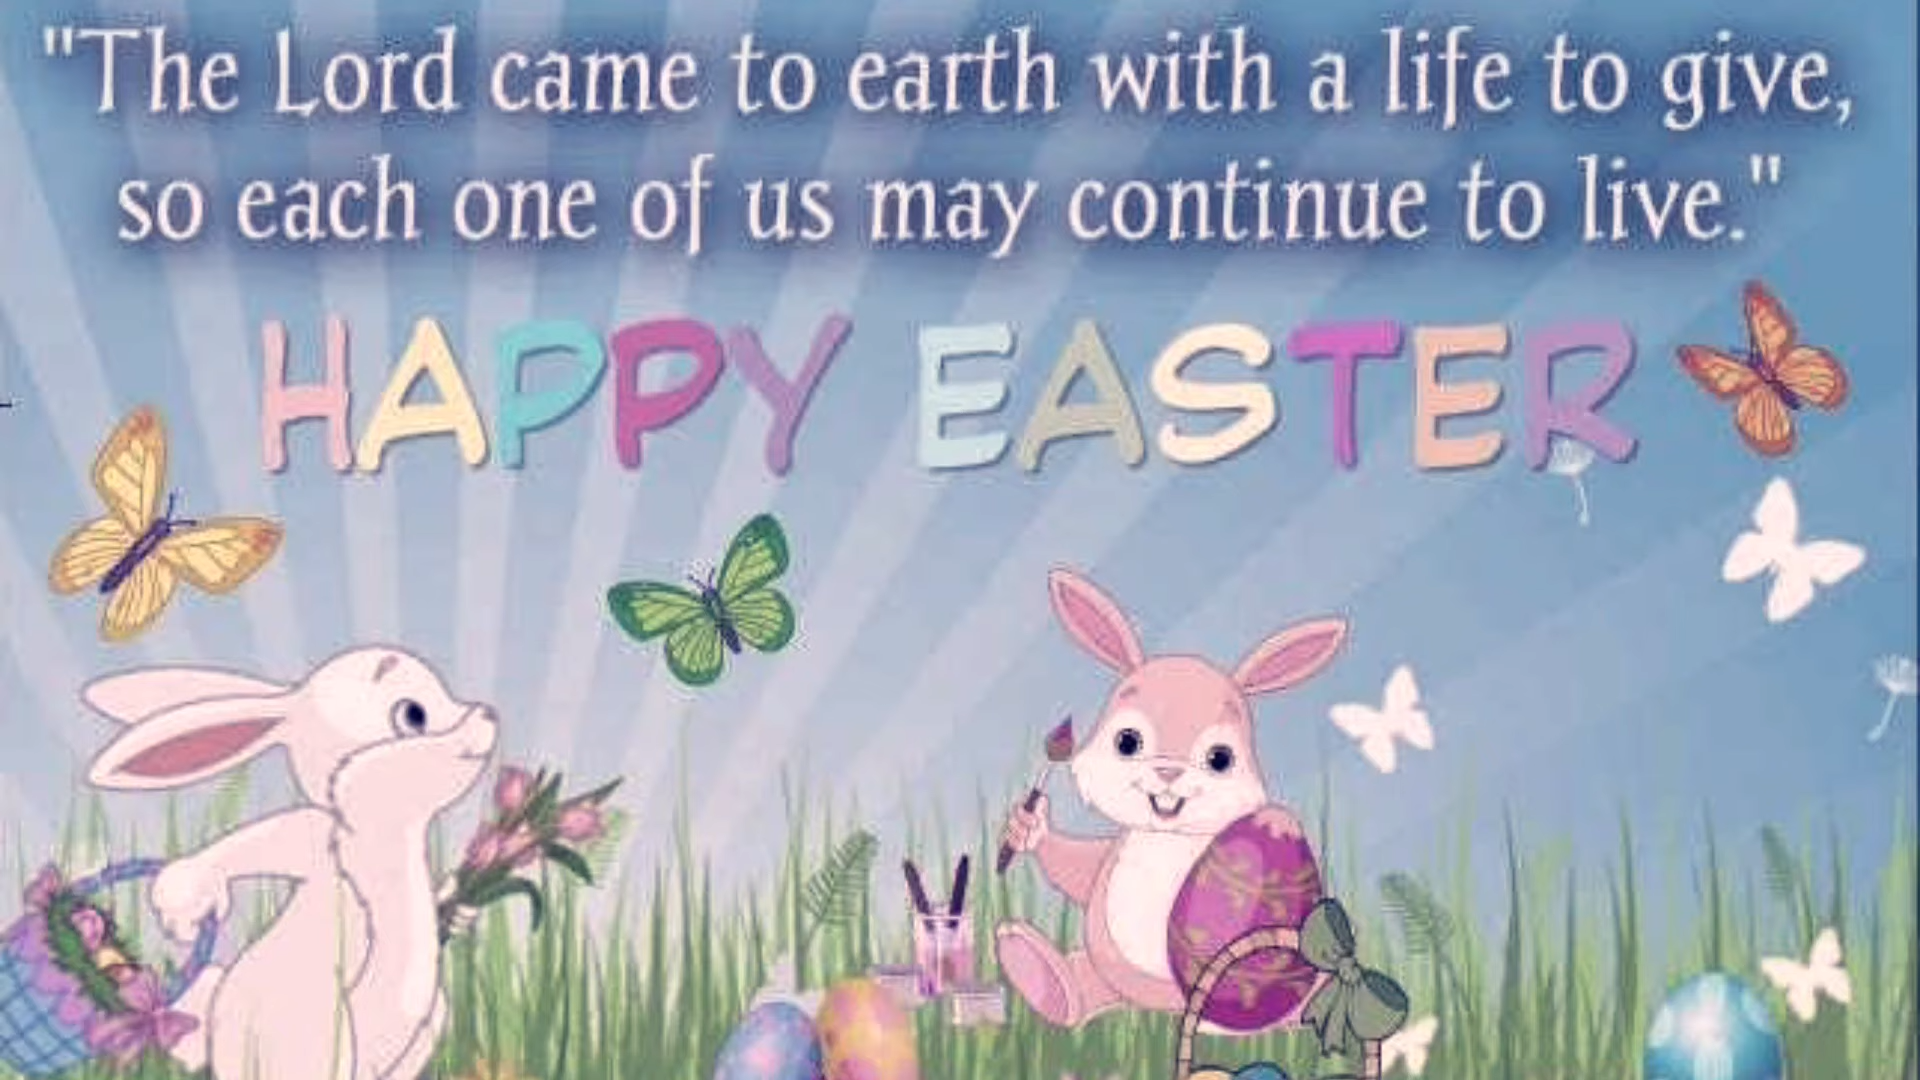 "The Lord came to earth with a life to give,
so each one of us may continue to live."
HAPPY EASTER